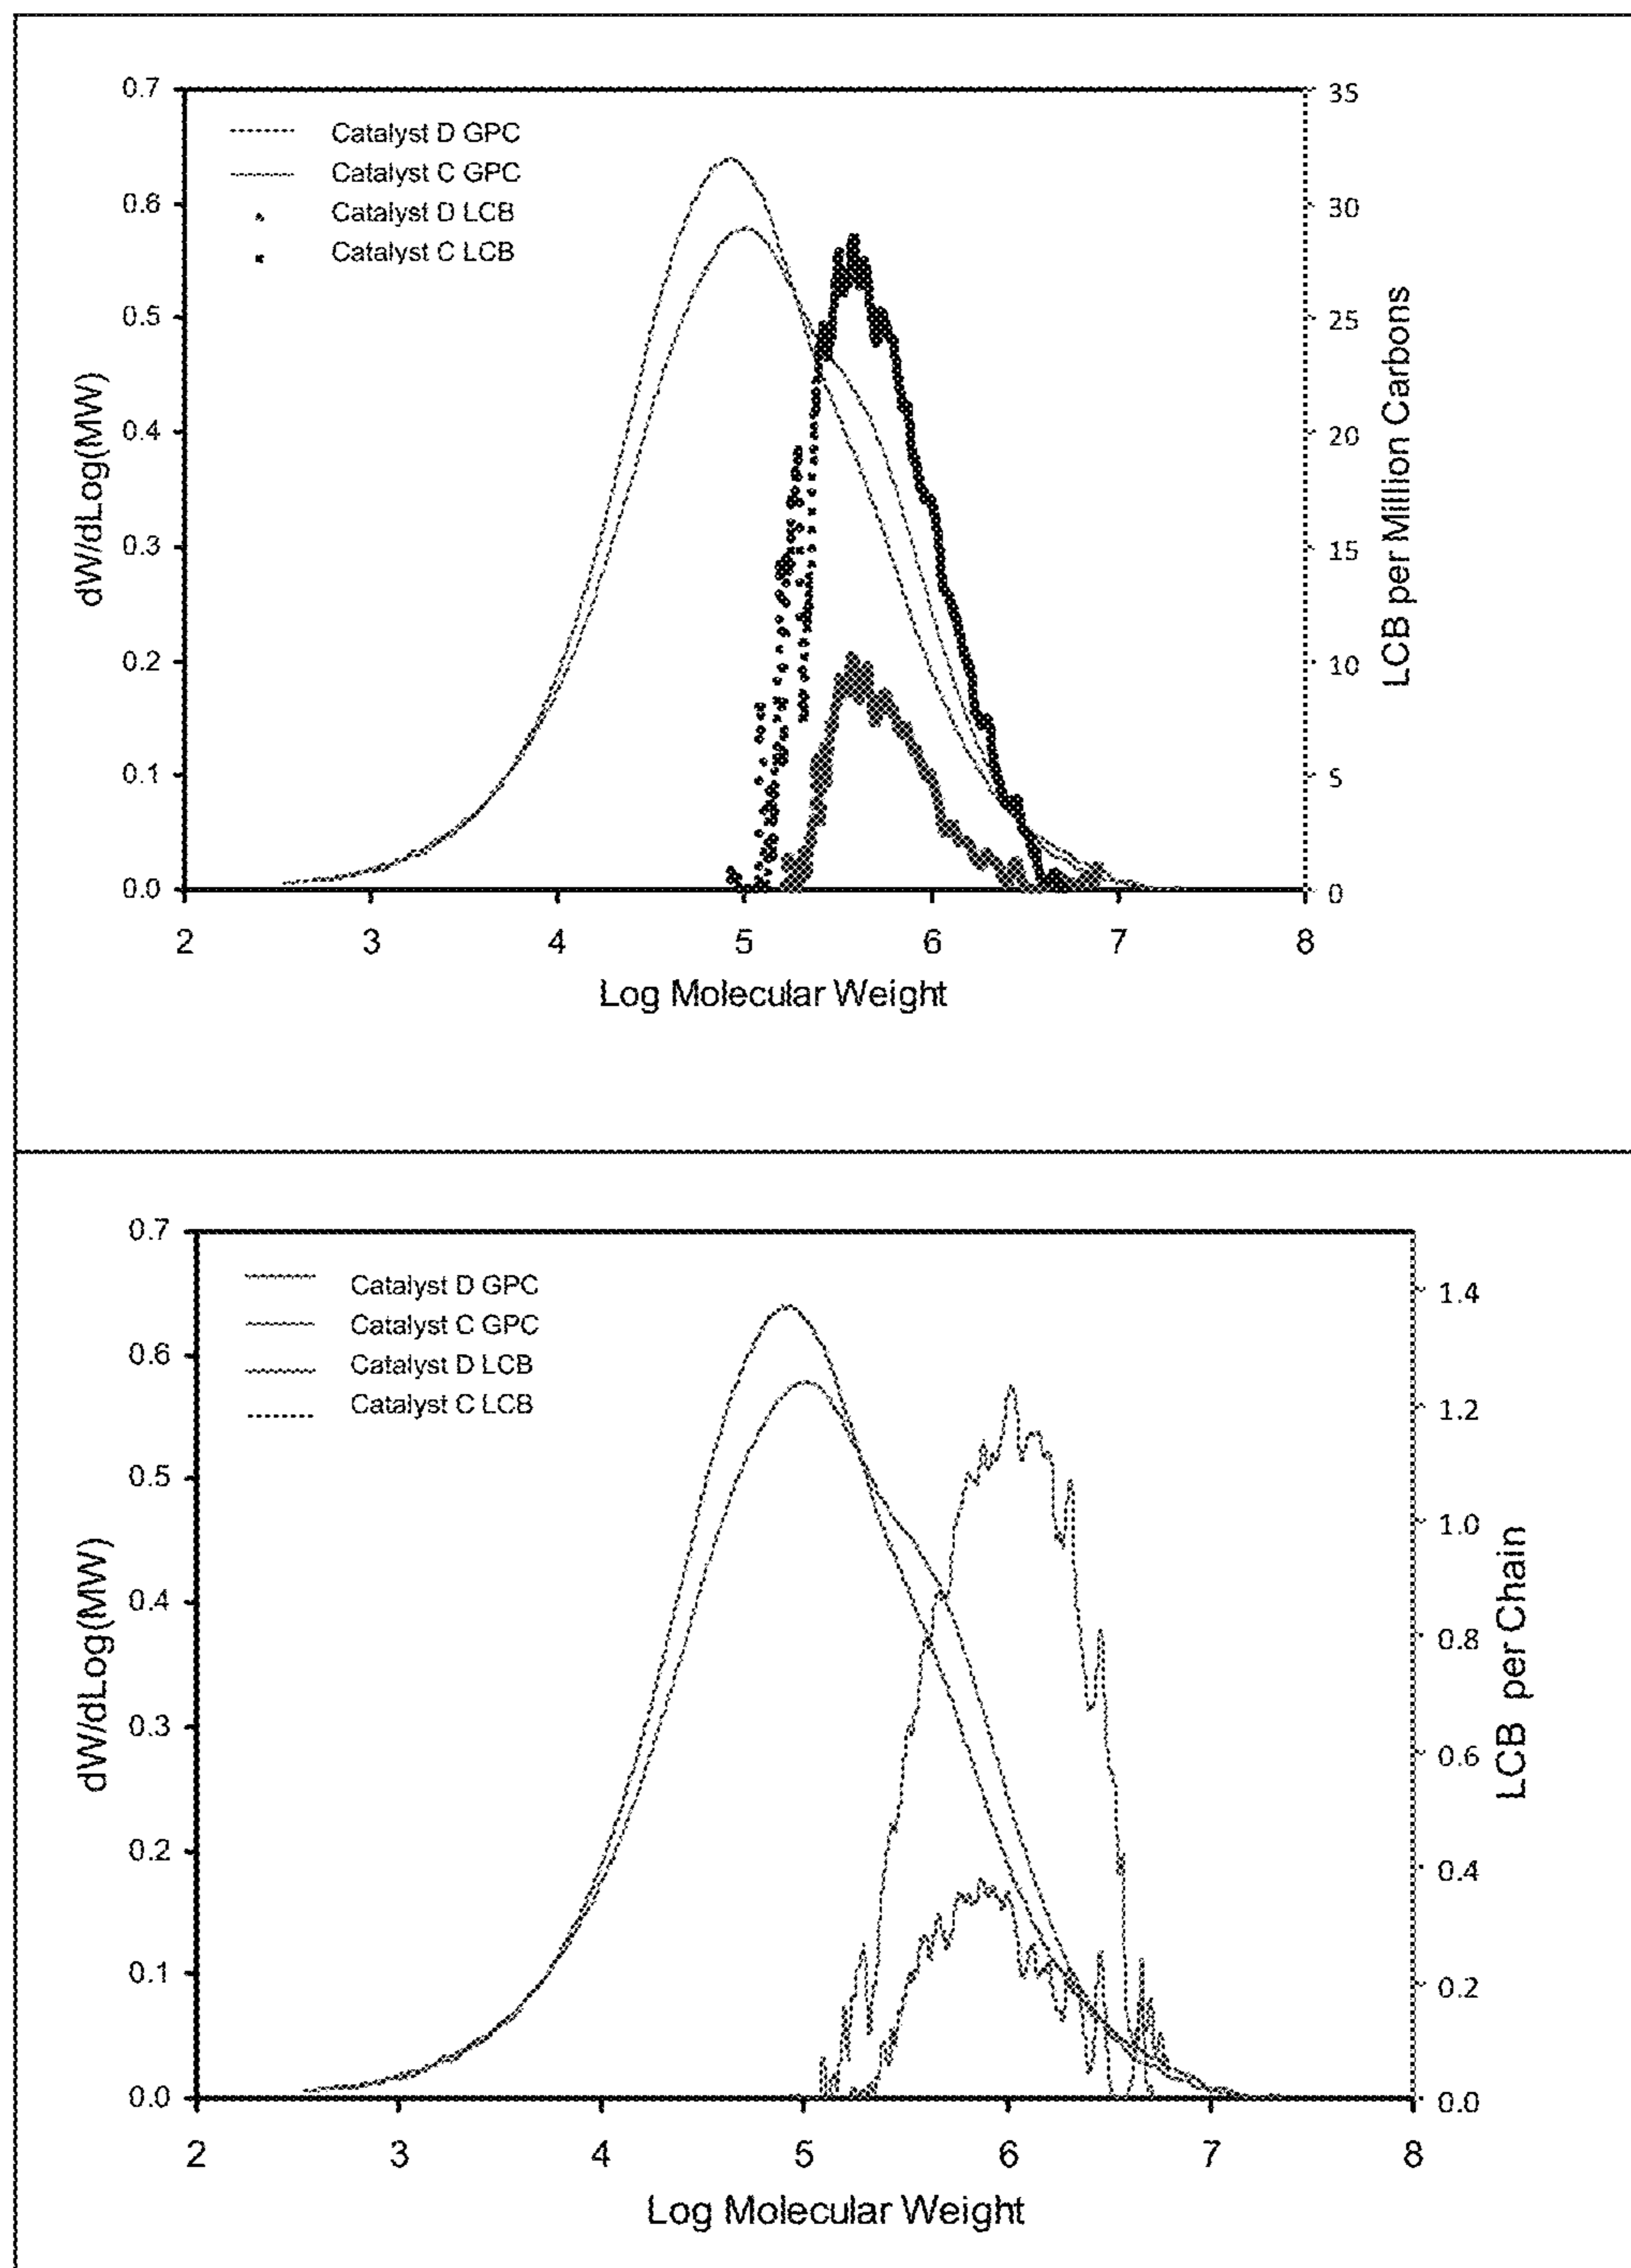 0.7
0.6
0.5
0.4
0.3
0.2
0.1
0.0
dW/dLog(MW)
Catalyst D GPC
Catalyst C GPC
Catalyst D LCB
Catalyst C LCB
35
30
25
20
15
10
5
0
LCB per Million Carbons
2 3 4 5 6 7 8
Log Molecular Weight
0.7
0.6
0.5
0.4
0.3
0.2
0.1
0.0
dW/dLog(MW)
Catalyst D GPC
Catalyst C GPC
Catalyst D LCB
Catalyst C LCB
1.4
1.2
1.0
0.8
0.6
0.4
0.2
0.0
LCB per Chain
2 3 4 5 6 7 8
Log Molecular Weight